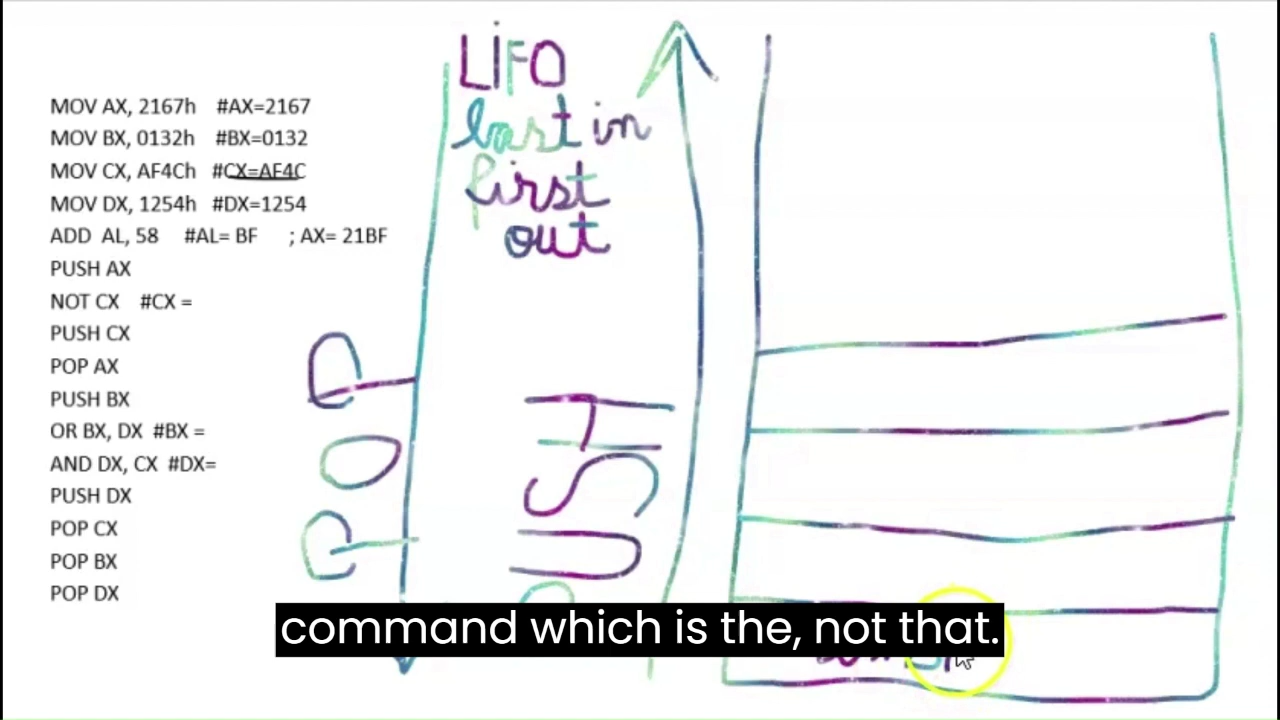 MOV AX, 2167h #AX=2167
MOV BX, 0132h #BX=0132
MOV CX, AF4Ch #CX=AF4C
MOV DX, 1254h #DX=1254
ADD AL, 58 #AL= BF ; AX= 21BF
PUSH AX
NOT CX #CX =
PUSH CX
POP AX
PUSH BX
OR BX, DX #BX =
AND DX, CX #DX=
PUSH DX
POP CX
POP BX
POP DX
POP
LIFO
last in
first
out
PUSH
command which is the, not that.